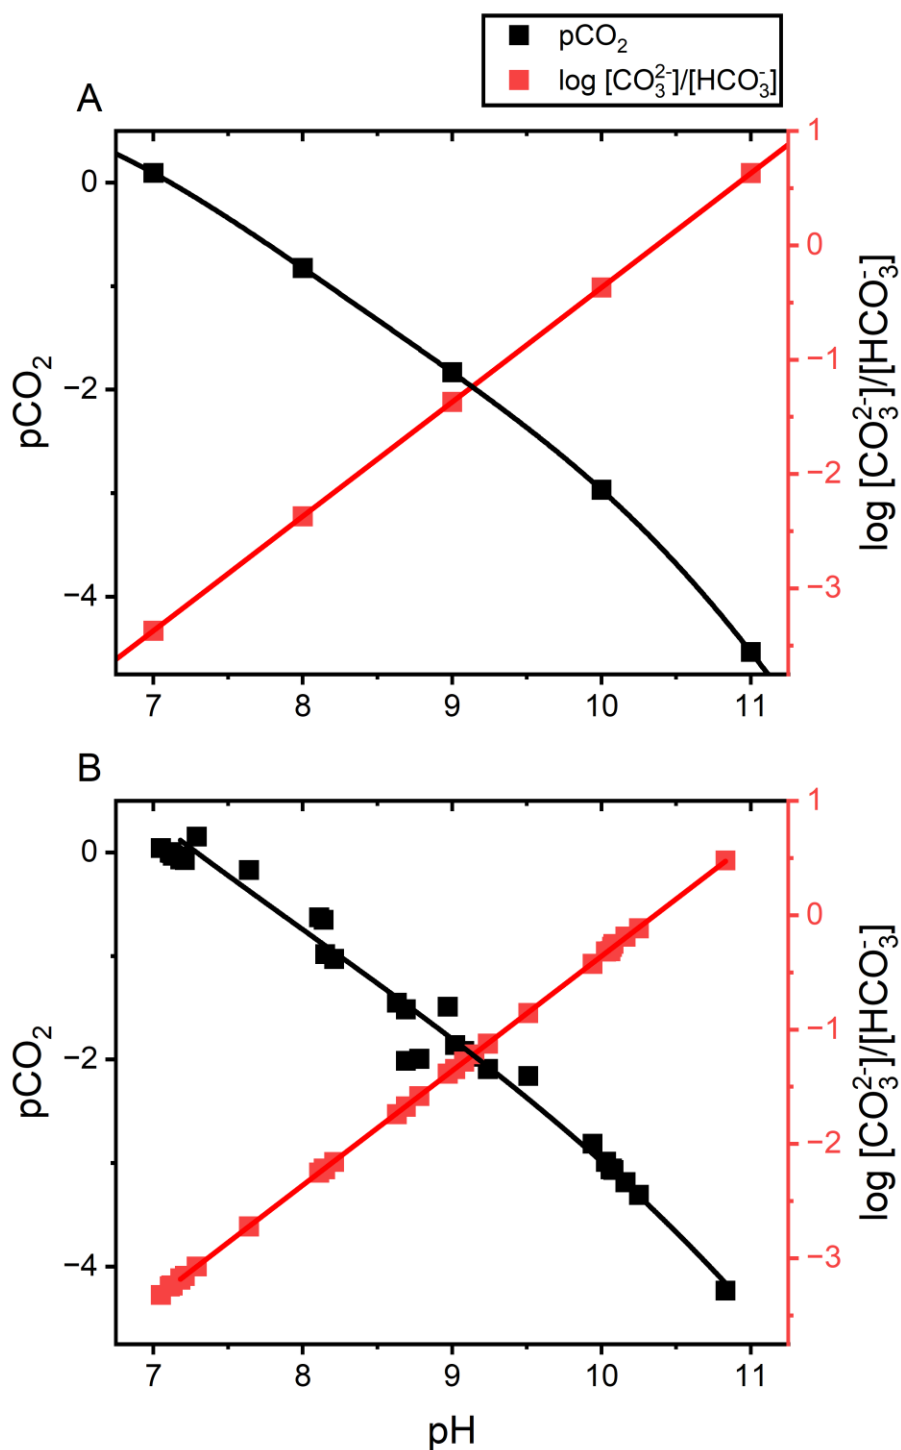 pCO₂
log [CO₃²⁻]/[HCO₃⁻]
A
0
−2
−4
pCO₂
1
0
−1
−2
−3
log [CO₃²⁻]/[HCO₃⁻]
7 8 9 10 11
B
0
−2
−4
pCO₂
1
0
−1
−2
−3
log [CO₃²⁻]/[HCO₃⁻]
7 8 9 10 11
pH